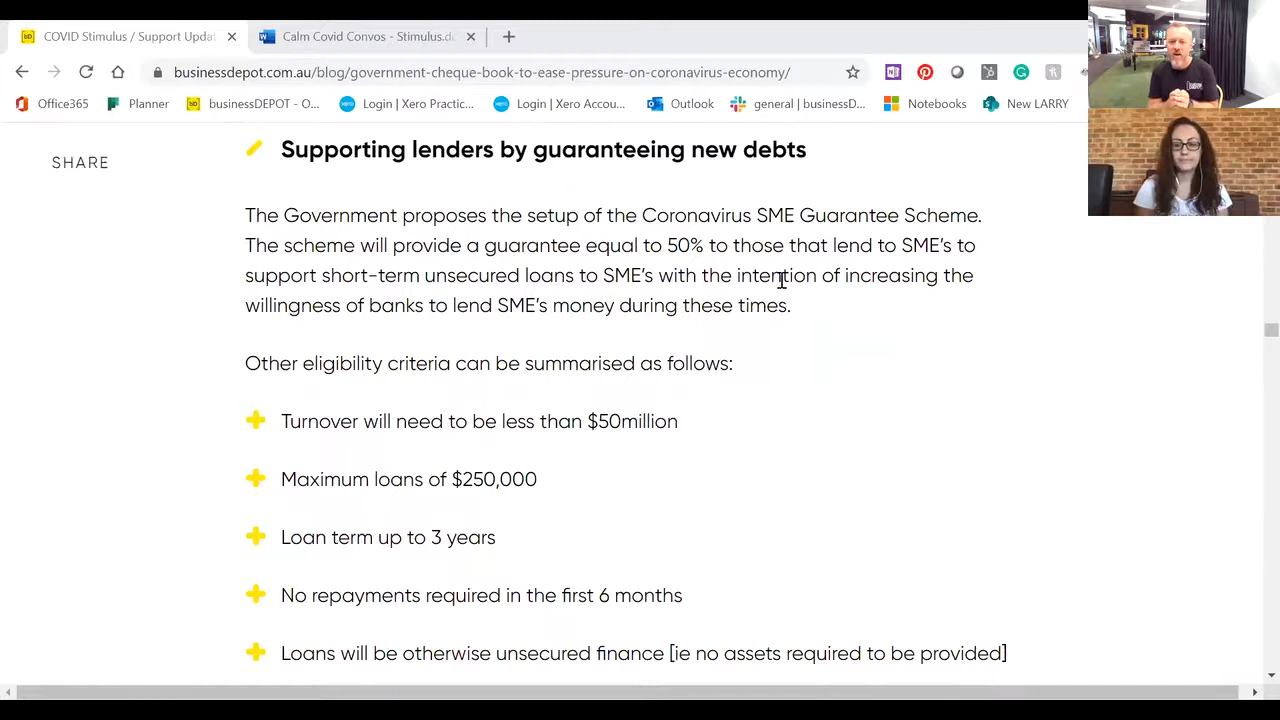 COVID Stimulus / Support Updat
Calm Covid Convos - Stimulus.d
businessdepot.com.au/blog/government-cheque-book-to-ease-pressure-on-coronavirus-economy/
Office365 Planner businessDEPOT - O... Login | Xero Practic... Login | Xero Accou... Outlook general | businessD... Notebooks New LARRY
SHARE
Supporting lenders by guaranteeing new debts
The Government proposes the setup of the Coronavirus SME Guarantee Scheme.
The scheme will provide a guarantee equal to 50% to those that lend to SME's to
support short-term unsecured loans to SME's with the intention of increasing the
willingness of banks to lend SME's money during these times.
Other eligibility criteria can be summarised as follows:
Turnover will need to be less than $50million
Maximum loans of $250,000
Loan term up to 3 years
No repayments required in the first 6 months
Loans will be otherwise unsecured finance [ie no assets required to be provided]